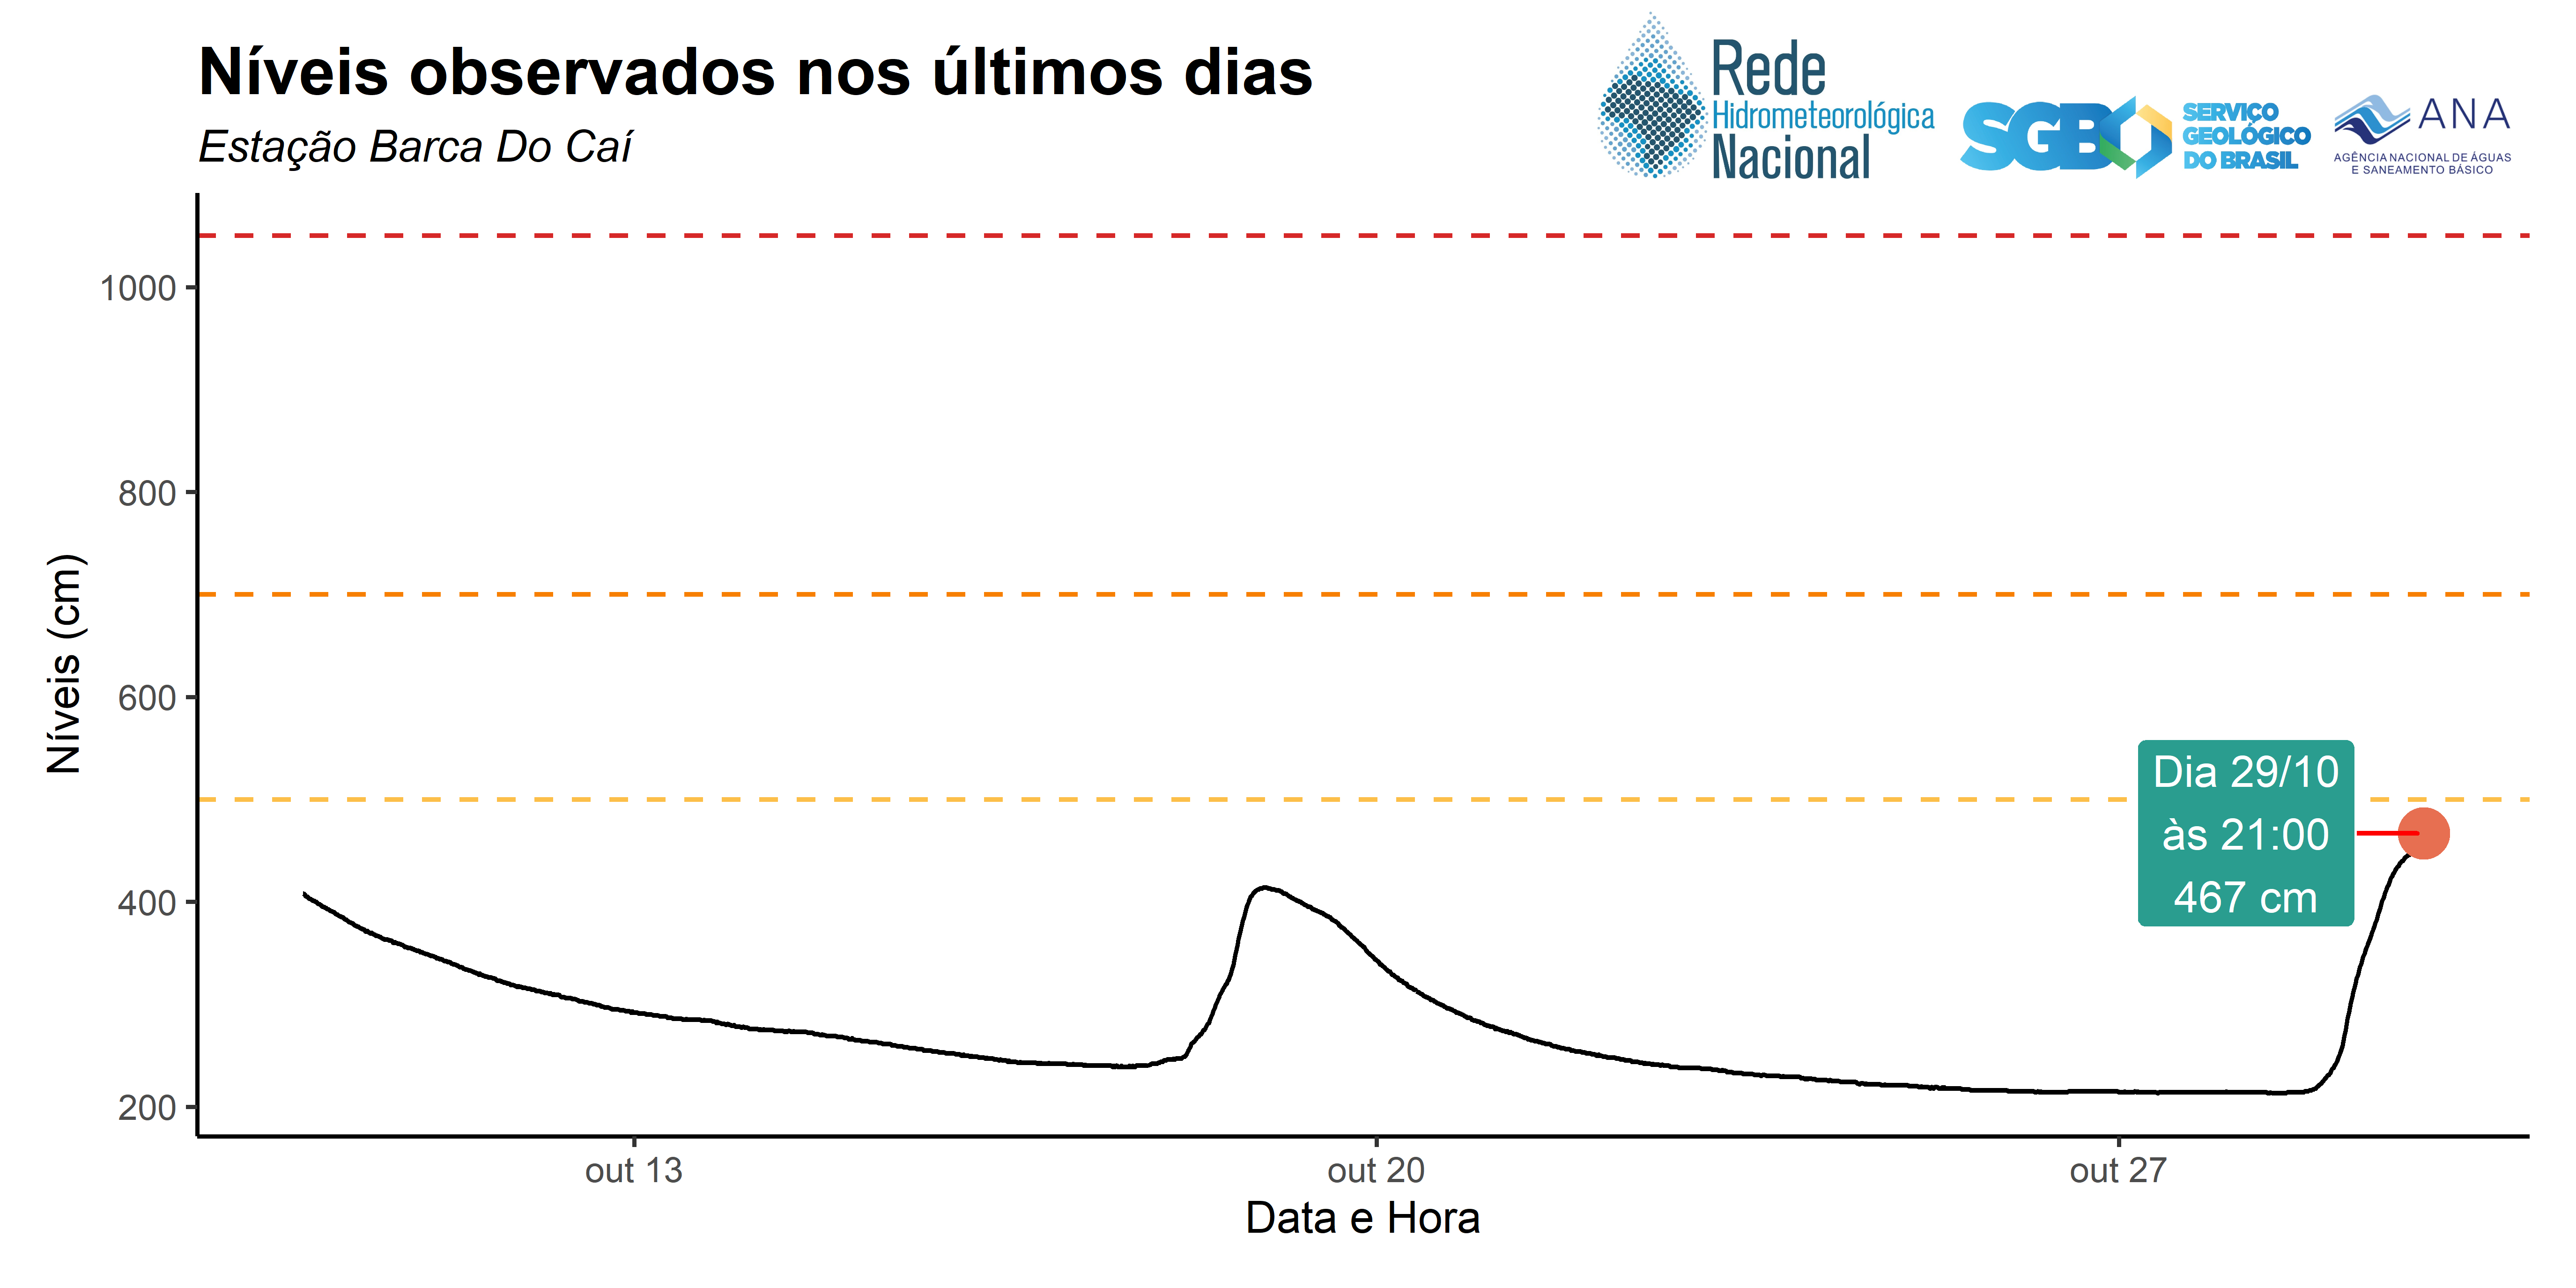 Níveis observados nos últimos dias
Estação Barca Do Caí
Rede
Hidrometeorológica
Nacional
SGB
SERVIÇO
GEOLÓGICO
DO BRASIL
ANA
AGÊNCIA NACIONAL DE ÁGUAS
E SANEAMENTO BÁSICO
Níveis (cm)
1000
800
600
400
200
Dia 29/10
às 21:00
467 cm
out 13
out 20
out 27
Data e Hora